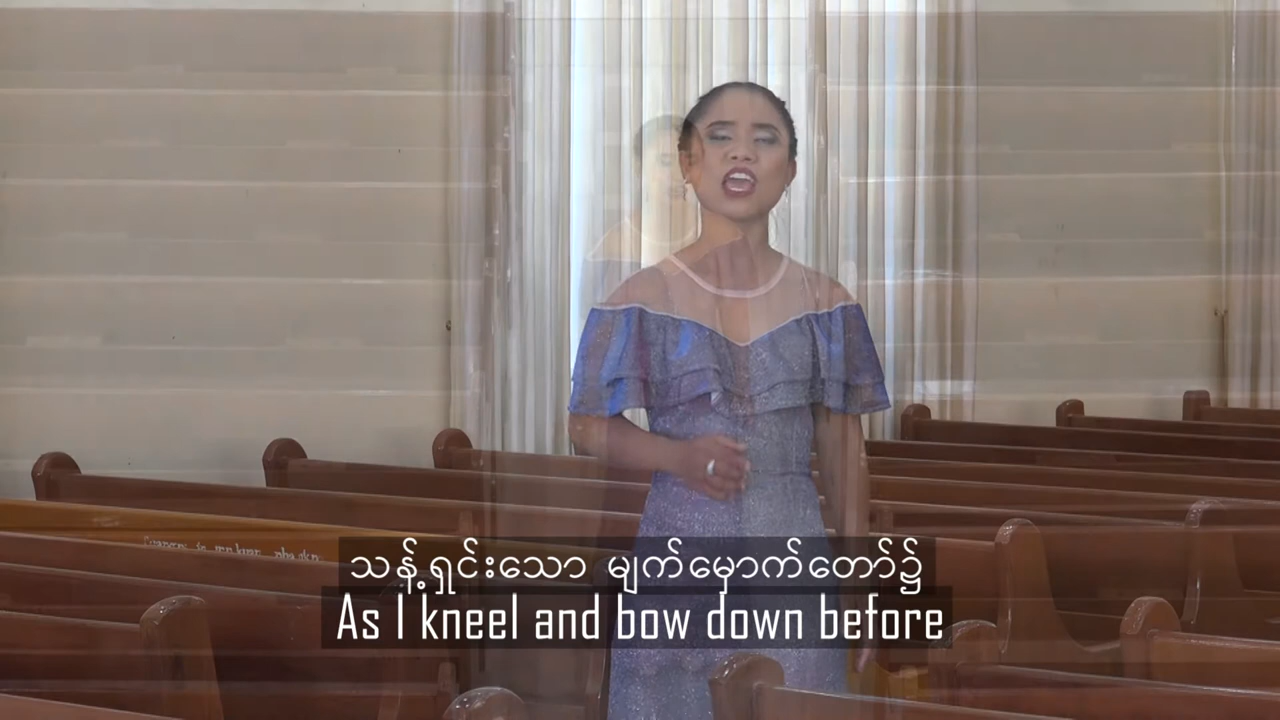 သန့်ရှင်းသော မျက်မှောက်တော်၌
As I kneel and bow down before